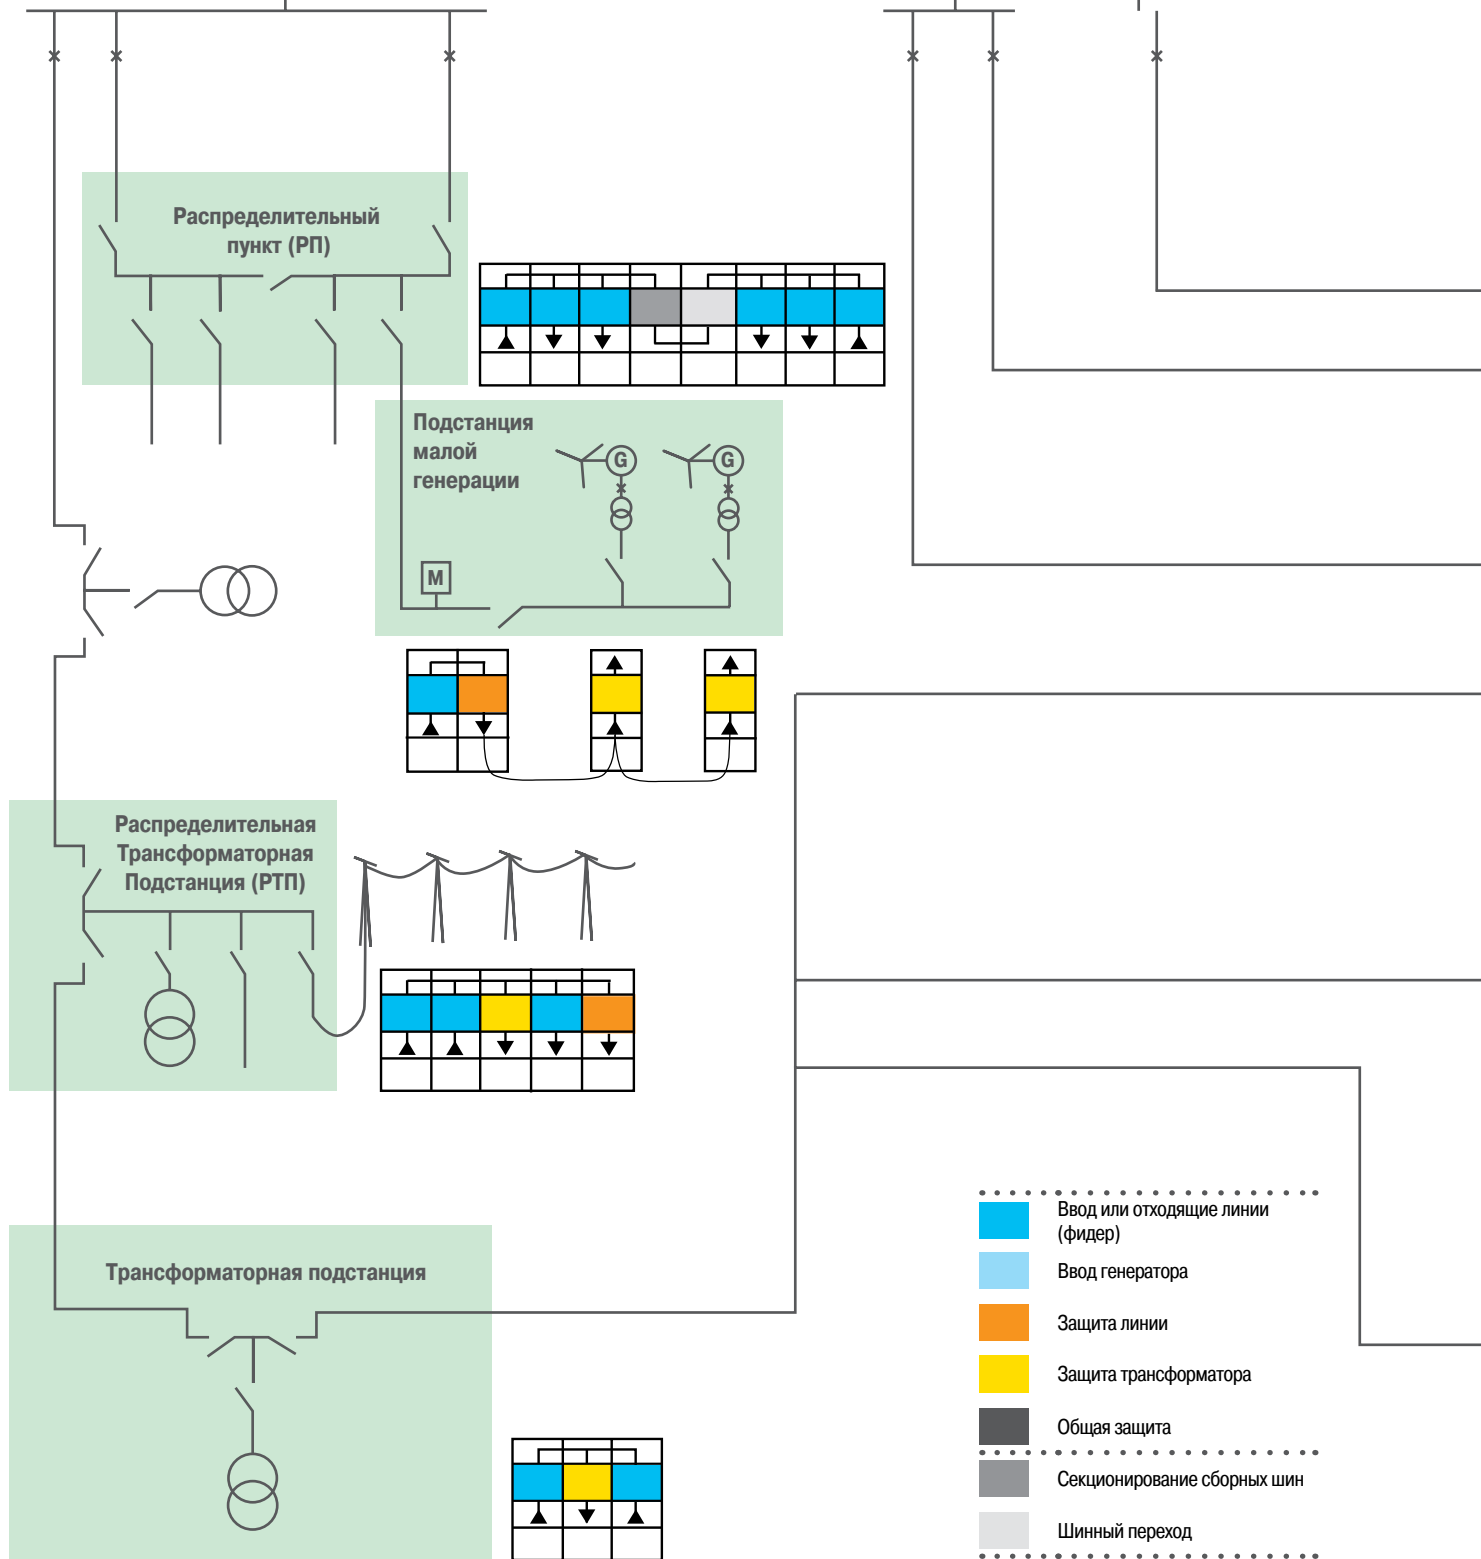 Распределительный
пункт (РП)
Подстанция
малой
генерации
G
G
M
Распределительная
Трансформаторная
Подстанция (РТП)
Трансформаторная подстанция
Ввод или отходящие линии
(фидер)
Ввод генератора
Защита линии
Защита трансформатора
Общая защита
Секционирование сборных шин
Шинный переход